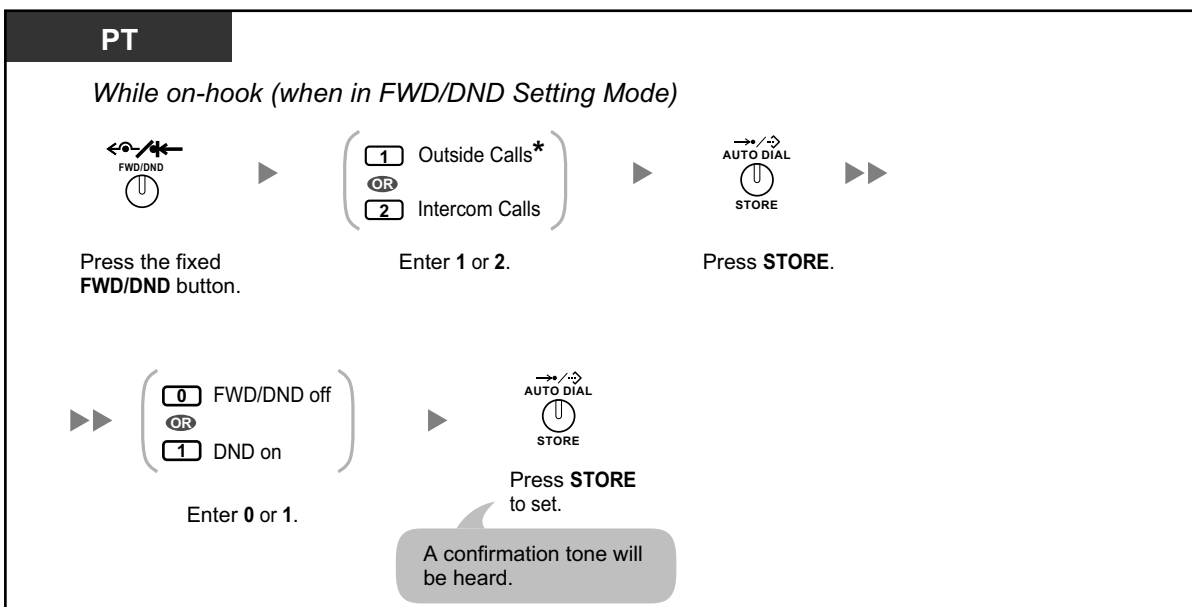 PT
While on-hook (when in FWD/DND Setting Mode)
FWD/DND
1 Outside Calls*
OR
2 Intercom Calls
AUTO DIAL
STORE
Press the fixed
FWD/DND button.
Enter 1 or 2.
Press STORE.
0 FWD/DND off
OR
1 DND on
Enter 0 or 1.
AUTO DIAL
STORE
Press STORE
to set.
A confirmation tone will
be heard.